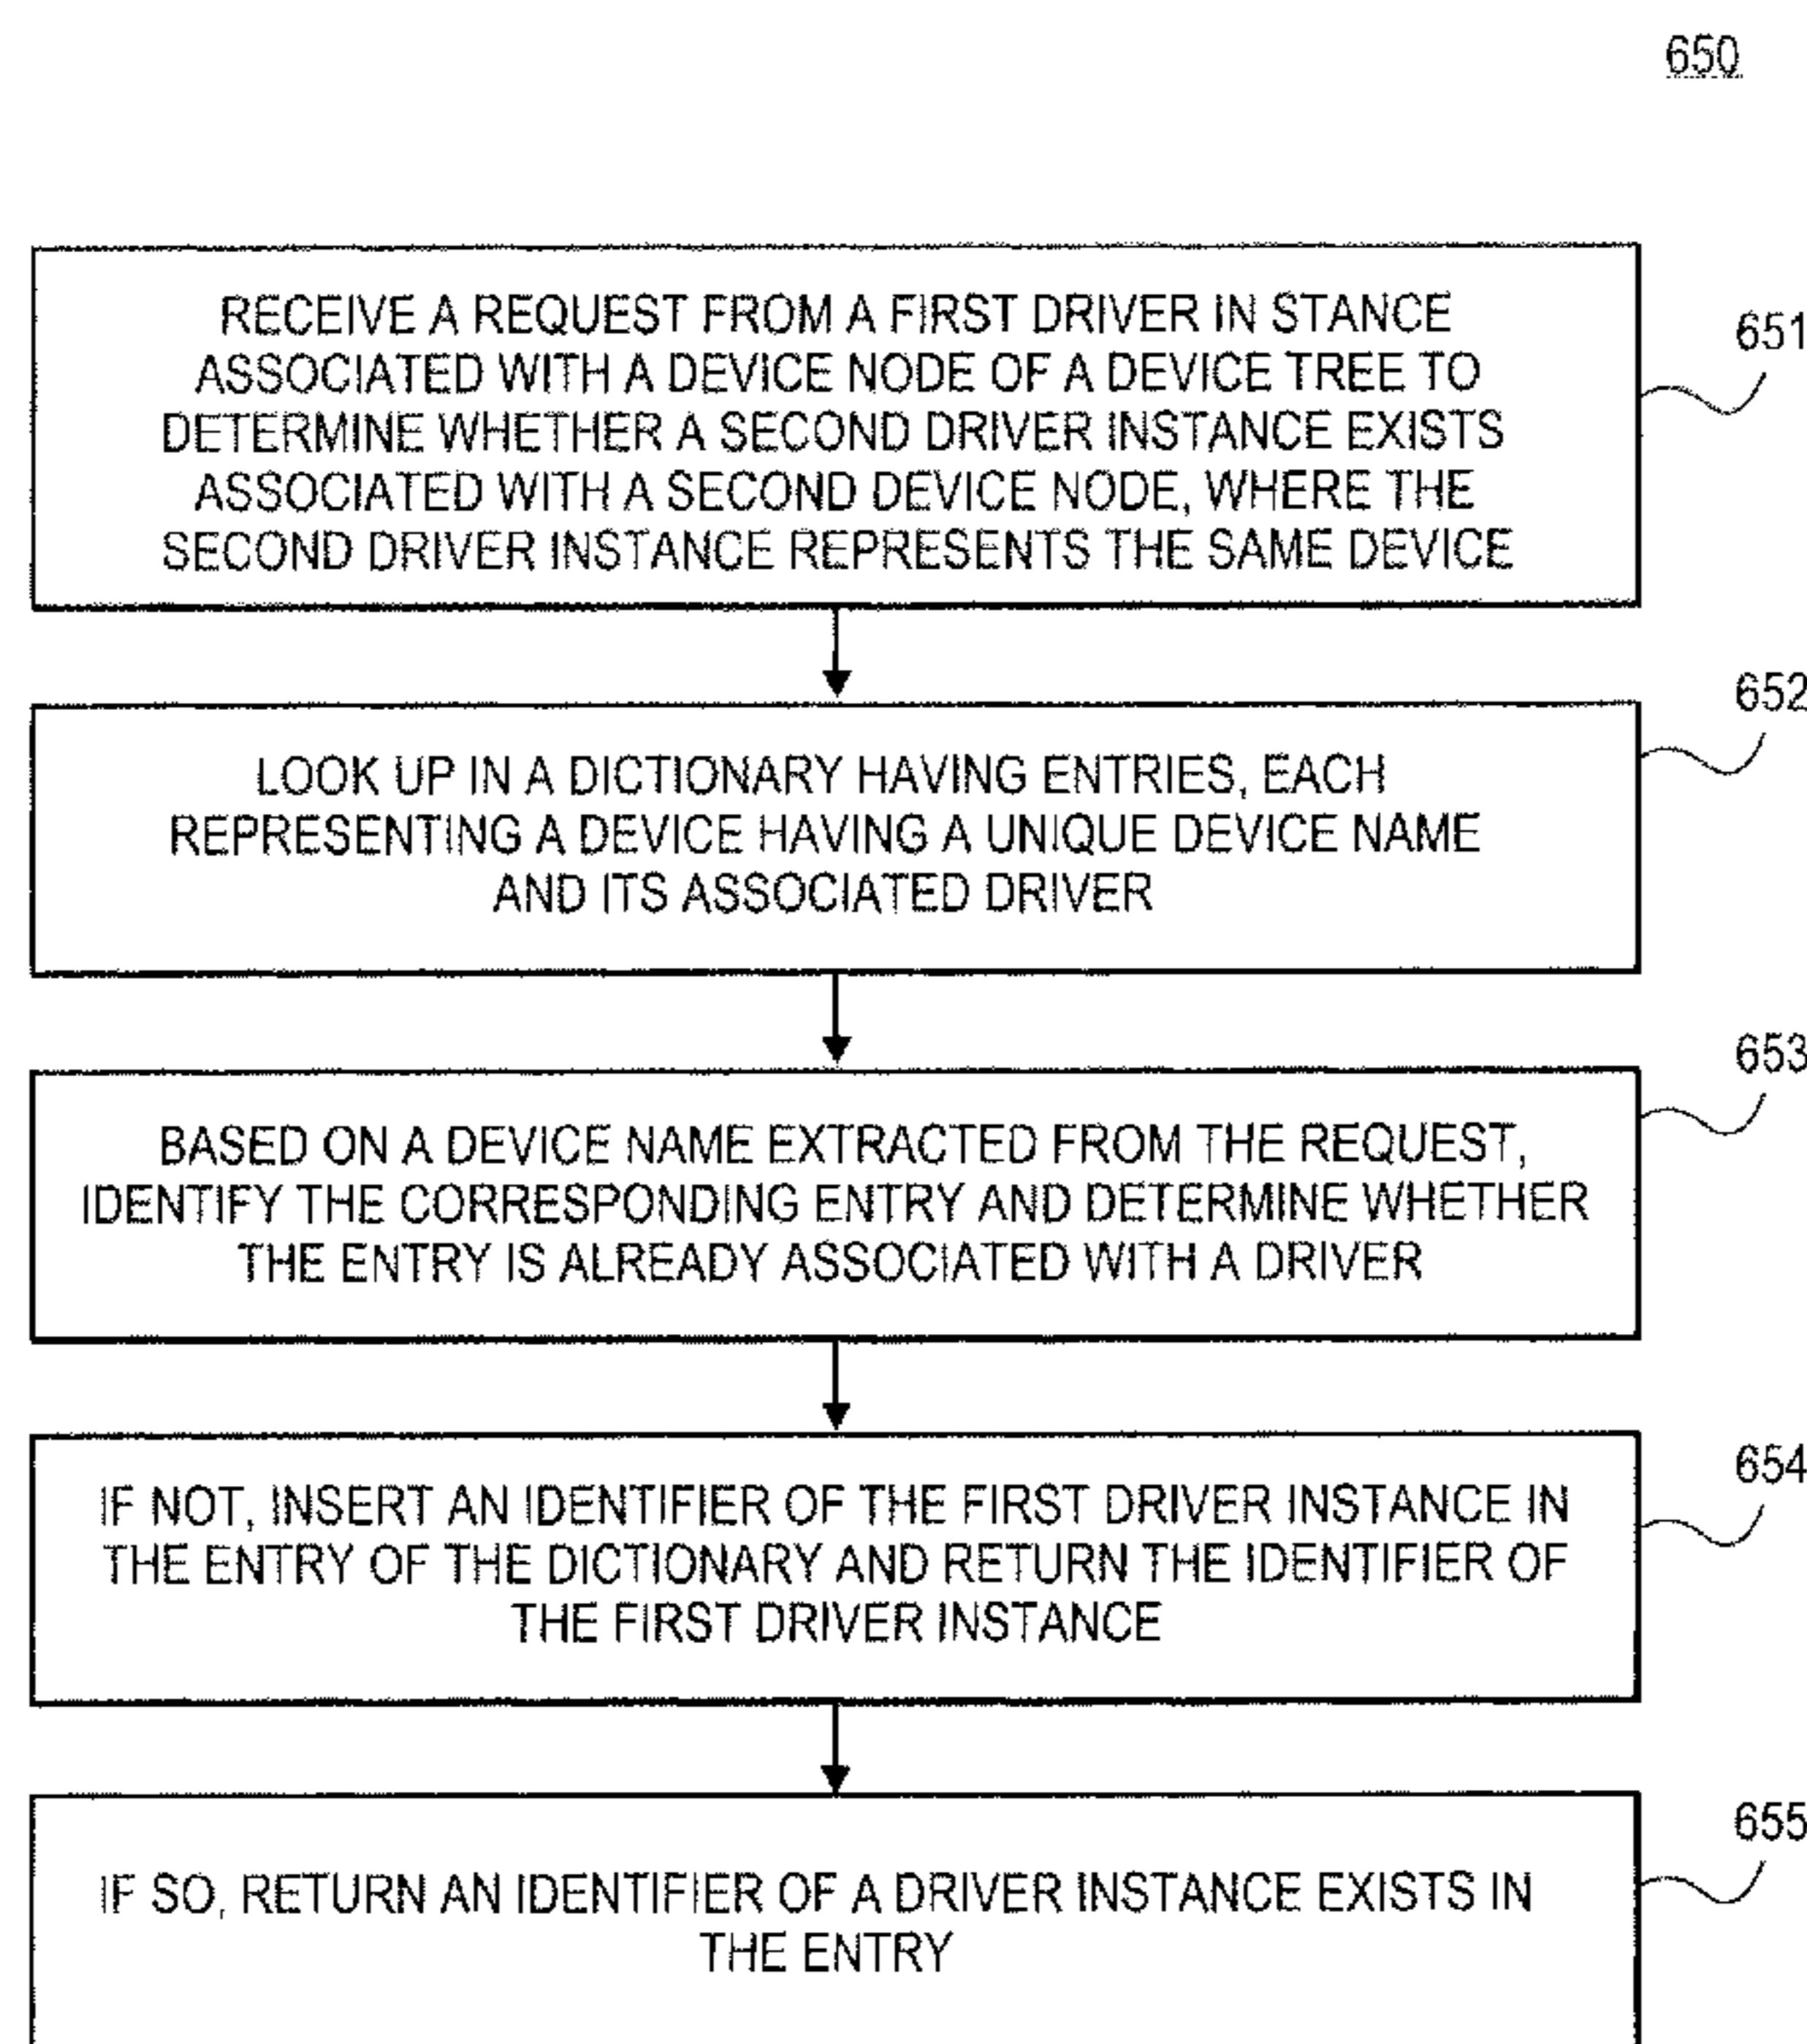 650
RECEIVE A REQUEST FROM A FIRST DRIVER IN STANCE
ASSOCIATED WITH A DEVICE NODE OF A DEVICE TREE TO
DETERMINE WHETHER A SECOND DRIVER INSTANCE EXISTS
ASSOCIATED WITH A SECOND DEVICE NODE, WHERE THE
SECOND DRIVER INSTANCE REPRESENTS THE SAME DEVICE
651
LOOK UP IN A DICTIONARY HAVING ENTRIES, EACH
REPRESENTING A DEVICE HAVING A UNIQUE DEVICE NAME
AND ITS ASSOCIATED DRIVER
652
BASED ON A DEVICE NAME EXTRACTED FROM THE REQUEST,
IDENTIFY THE CORRESPONDING ENTRY AND DETERMINE WHETHER
THE ENTRY IS ALREADY ASSOCIATED WITH A DRIVER
653
IF NOT, INSERT AN IDENTIFIER OF THE FIRST DRIVER INSTANCE IN
THE ENTRY OF THE DICTIONARY AND RETURN THE IDENTIFIER OF
THE FIRST DRIVER INSTANCE
654
IF SO, RETURN AN IDENTIFIER OF A DRIVER INSTANCE EXISTS IN
THE ENTRY
655